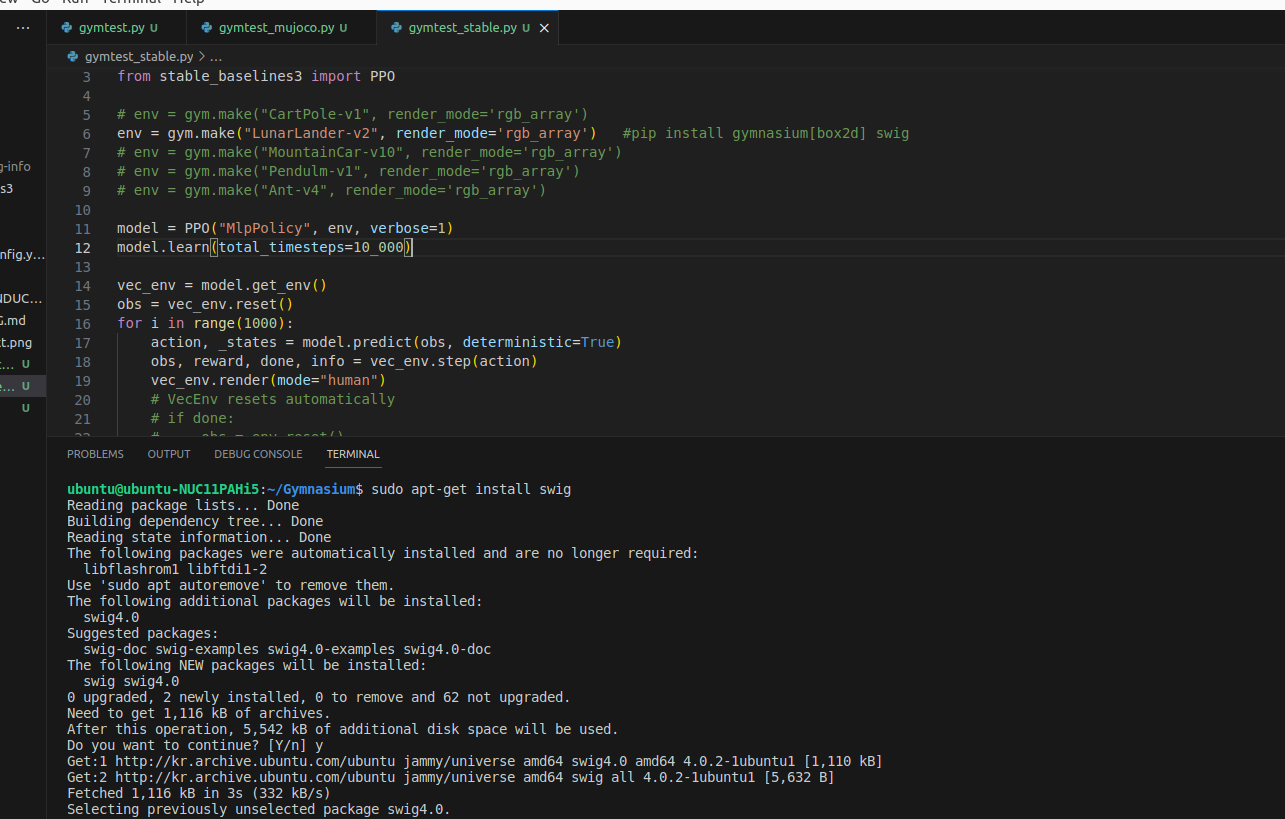 Go Run Terminal Help
gymtest.py U gymtest_mujoco.py U gymtest_stable.py U
gymtest_stable.py > ...
3 from stable_baselines3 import PPO
4
5 # env = gym.make("CartPole-v1", render_mode='rgb_array')
6 env = gym.make("LunarLander-v2", render_mode='rgb_array') #pip install gymnasium[box2d] swig
7 # env = gym.make("MountainCar-v10", render_mode='rgb_array')
8 # env = gym.make("Pendulm-v1", render_mode='rgb_array')
9 # env = gym.make("Ant-v4", render_mode='rgb_array')
10
11 model = PPO("MlpPolicy", env, verbose=1)
12 model.learn(total_timesteps=10_000)
13
14 vec_env = model.get_env()
15 obs = vec_env.reset()
16 for i in range(1000):
17 action, _states = model.predict(obs, deterministic=True)
18 obs, reward, done, info = vec_env.step(action)
19 vec_env.render(mode="human")
20 # VecEnv resets automatically
21 # if done:
22 # obs = env.reset()
g-info
s3
nfig.y...
NDUC...
G.md
t.png
... U
e... U
U
PROBLEMS OUTPUT DEBUG CONSOLE TERMINAL
ubuntu@ubuntu-NUC11PAHi5:~/Gymnasium$ sudo apt-get install swig
Reading package lists... Done
Building dependency tree... Done
Reading state information... Done
The following packages were automatically installed and are no longer required:
libflashrom1 libftdi1-2
Use 'sudo apt autoremove' to remove them.
The following additional packages will be installed:
swig4.0
Suggested packages:
swig-doc swig-examples swig4.0-examples swig4.0-doc
The following NEW packages will be installed:
swig swig4.0
0 upgraded, 2 newly installed, 0 to remove and 62 not upgraded.
Need to get 1,116 kB of archives.
After this operation, 5,542 kB of additional disk space will be used.
Do you want to continue? [Y/n] y
Get:1 http://kr.archive.ubuntu.com/ubuntu jammy/universe amd64 swig4.0 amd64 4.0.2-1ubuntu1 [1,110 kB]
Get:2 http://kr.archive.ubuntu.com/ubuntu jammy/universe amd64 swig all 4.0.2-1ubuntu1 [5,632 B]
Fetched 1,116 kB in 3s (332 kB/s)
Selecting previously unselected package swig4.0.